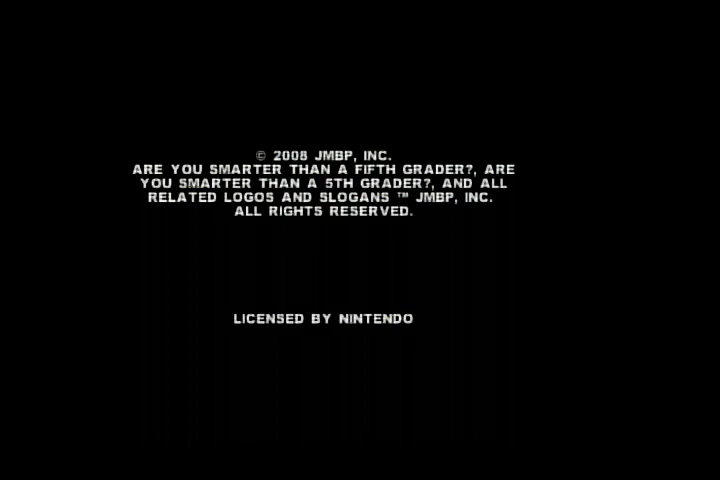 © 2008 JMBP, INC.
ARE YOU SMARTER THAN A FIFTH GRADER?, ARE
YOU SMARTER THAN A 5TH GRADER?, AND ALL
RELATED LOGOS AND SLOGANS ™ JMBP, INC.
ALL RIGHTS RESERVED.
LICENSED BY NINTENDO